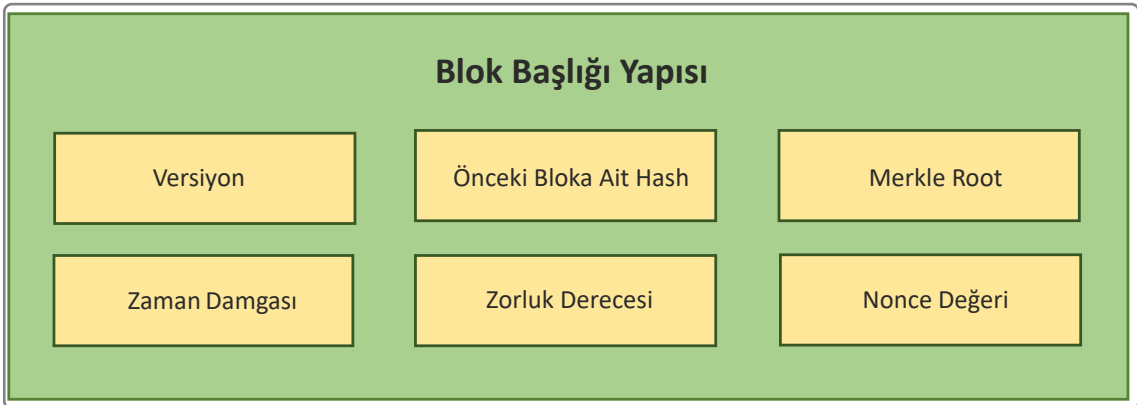 Blok Başlığı Yapısı
Versiyon
Önceki Bloka Ait Hash
Merkle Root
Zaman Damgası
Zorluk Derecesi
Nonce Değeri